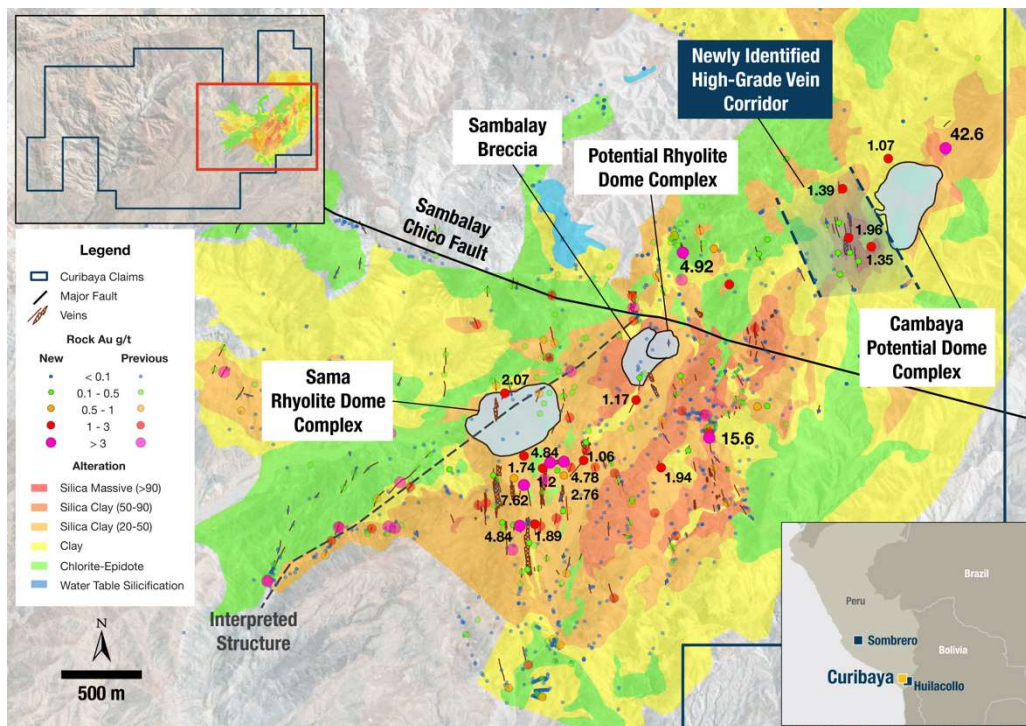 Newly Identified
High-Grade Vein
Corridor
42.6
Sambalay
Breccia
Potential Rhyolite
Dome Complex
1.07
1.39
Sambalay
Chico Fault
1.96
1.35
4.92
Legend
Curibaya Claims
Major Fault
Veins
Rock Au g/t
New
Previous
< 0.1
0.1 - 0.5
0.5 - 1
1 - 3
> 3
Alteration
Silica Massive (>90)
Silica Clay (50-90)
Silica Clay (20-50)
Clay
Chlorite-Epidote
Water Table Silicification
Cambaya
Potential Dome
Complex
Sama
Rhyolite Dome
Complex
2.07
1.17
15.6
4.84
1.06
1.74
1.2
4.78
1.94
7.62
2.76
4.84
1.89
Interpreted
Structure
N
500 m
Brazil
Peru
Bolivia
Sombrero
Curibaya
Huilacollo